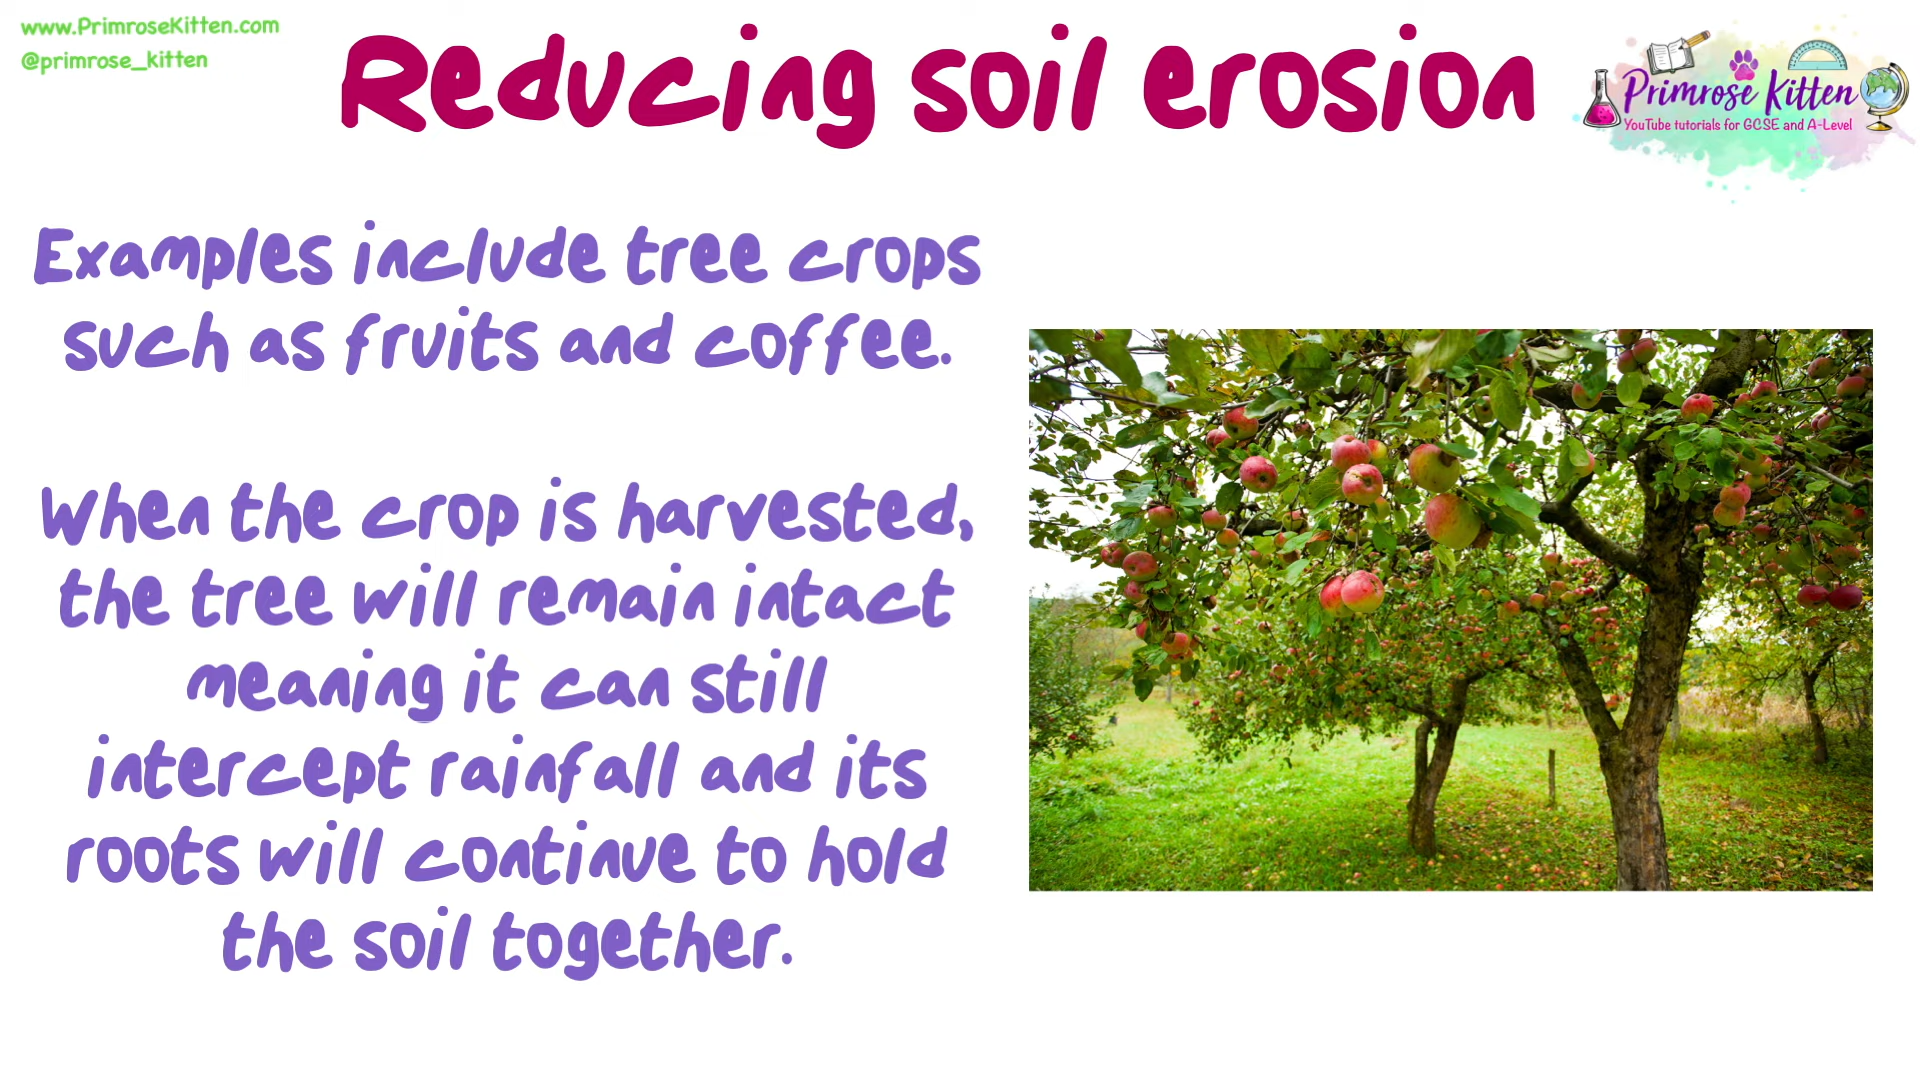 www.PrimroseKitten.com
@primrose_kitten
Reducing soil erosion
Primrose Kitten
YouTube tutorials for GCSE and A-Level
Examples include tree crops
such as fruits and coffee.
When the crop is harvested,
the tree will remain intact
meaning it can still
intercept rainfall and its
roots will continue to hold
the soil together.